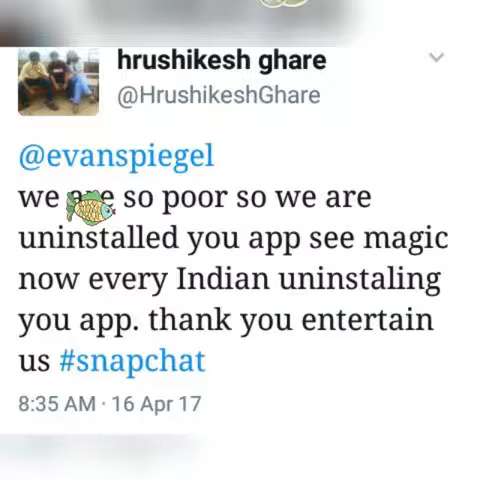 hrushikesh ghare
@HrushikeshGhare
@evanspiegel
we are so poor so we are
uninstalled you app see magic
now every Indian uninstaling
you app. thank you entertain
us #snapchat
8:35 AM · 16 Apr 17